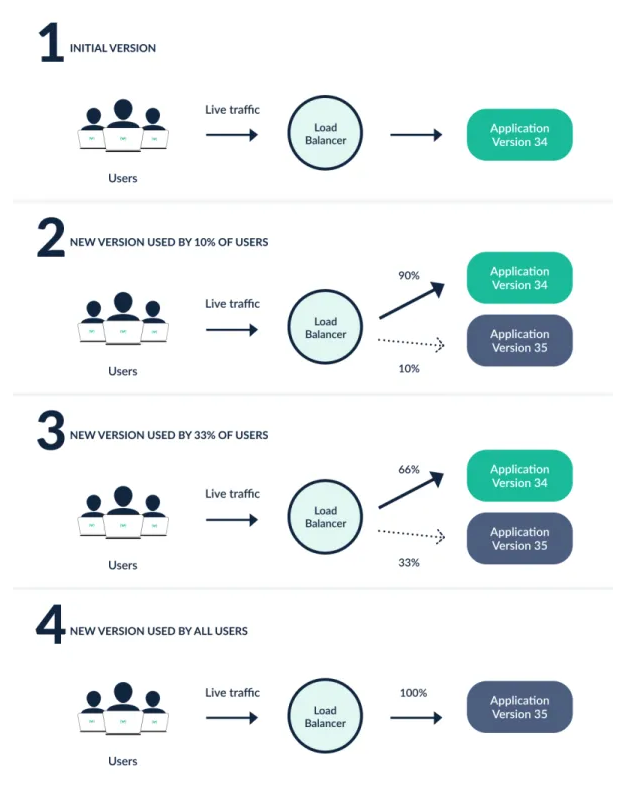 1 INITIAL VERSION
Live traffic
Load
Balancer
Application
Version 34
Users
2 NEW VERSION USED BY 10% OF USERS
Live traffic
Load
Balancer
90%
10%
Application
Version 34
Application
Version 35
Users
3 NEW VERSION USED BY 33% OF USERS
Live traffic
Load
Balancer
66%
33%
Application
Version 34
Application
Version 35
Users
4 NEW VERSION USED BY ALL USERS
Live traffic
Load
Balancer
100%
Application
Version 35
Users